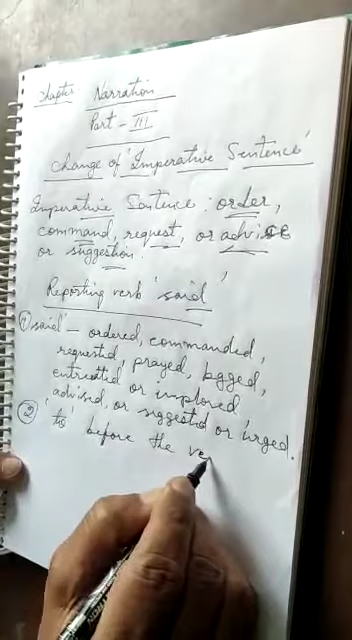 Chapter Narration
Part - III
Change of 'Imperative Sentence'
Imperative Sentence : order,
command, request, or advise
or suggestion.
Reporting verb 'said'
① 'said' - ordered, commanded,
requested, prayed, begged,
entreated or implored
advised, or suggested or urged.
② 'to' before the ve